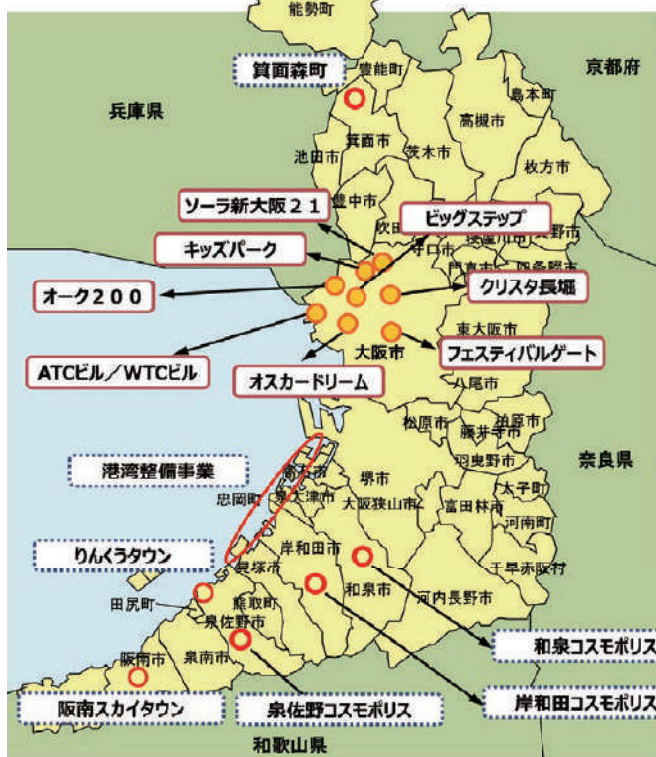 能勢町
箕面森町
豊能町
京都府
島本町
兵庫県
高槻市
箕面市
茨木市
池田市
枚方市
豊中市
ソーラ新大阪２１
ビッグステップ
キッズパーク
守口市
門真市
四条畷市
オーク２００
クリスタ長堀
東大阪市
大阪市
フェスティバルゲート
ATCビル／WTCビル
オスカードリーム
八尾市
松原市
柏原市
藤井寺市
羽曳野市
奈良県
港湾整備事業
高石市
堺市
忠岡町
泉大津市
大阪狭山市
富田林市
太子町
河南町
りんくうタウン
岸和田市
千早赤阪村
貝塚市
和泉市
河内長野市
田尻町
熊取町
泉佐野市
和泉コスモポリス
阪南市
泉南市
阪南スカイタウン
泉佐野コスモポリス
岸和田コスモポリス
和歌山県